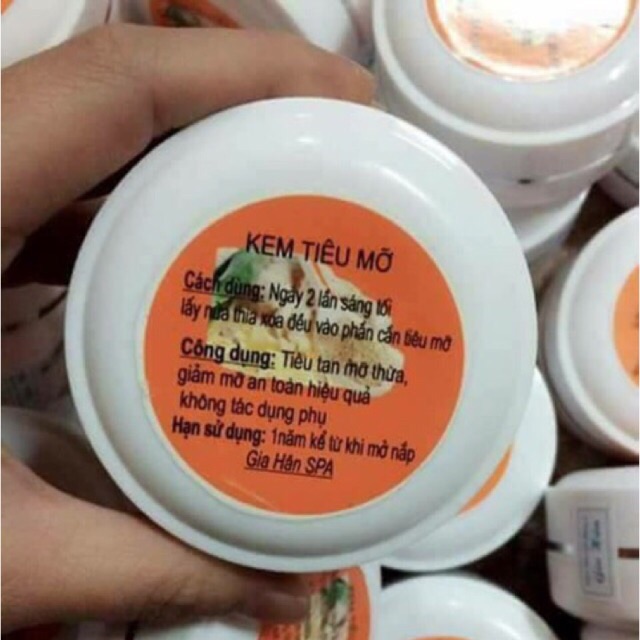 KEM TIÊU MỠ
Cách dùng: Ngày 2 lần sáng tối
lấy nửa thìa xóa đều vào phần cần tiêu mỡ
Công dụng: Tiêu tan mỡ thừa,
giảm mỡ an toàn hiệu quả
không tác dụng phụ
Hạn sử dụng: 1năm kể từ khi mở nắp
Gia Hân SPA